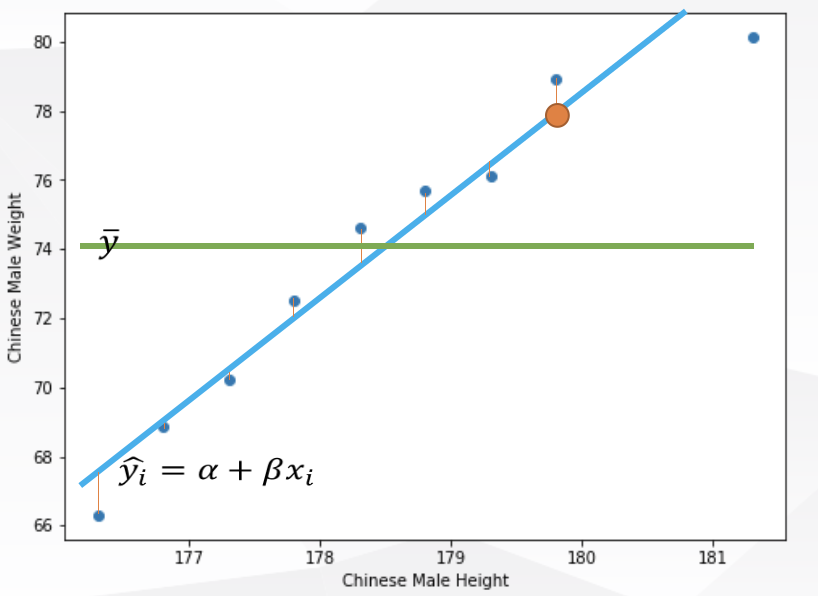 80
78
76
74
72
70
68
66
Chinese Male Weight
ȳ
ŷᵢ = α + βxᵢ
177 178 179 180 181
Chinese Male Height